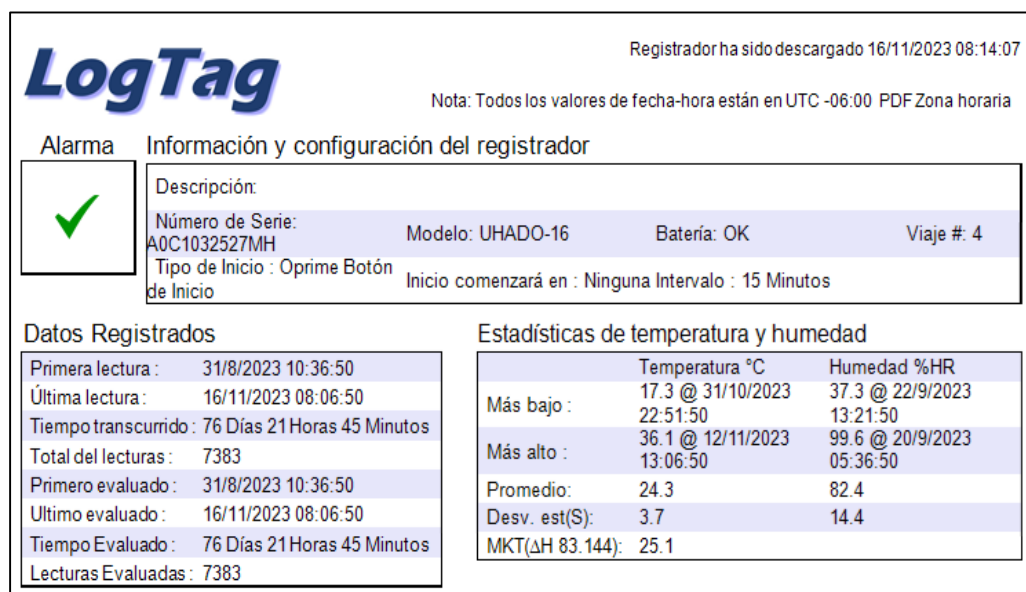 LogTag
Registrador ha sido descargado 16/11/2023 08:14:07
Nota: Todos los valores de fecha-hora están en UTC -06:00 PDF Zona horaria
Alarma
Información y configuración del registrador
Descripción:
Número de Serie:
A0C1032527MH
Modelo: UHADO-16
Batería: OK
Viaje #: 4
Tipo de Inicio : Oprime Botón
de Inicio
Inicio comenzará en : Ninguna Intervalo : 15 Minutos
Datos Registrados
Primera lectura : 31/8/2023 10:36:50
Última lectura : 16/11/2023 08:06:50
Tiempo transcurrido : 76 Días 21 Horas 45 Minutos
Total del lecturas : 7383
Primero evaluado : 31/8/2023 10:36:50
Ultimo evaluado : 16/11/2023 08:06:50
Tiempo Evaluado : 76 Días 21 Horas 45 Minutos
Lecturas Evaluadas : 7383
Estadísticas de temperatura y humedad
Temperatura °C Humedad %HR
Más bajo : 17.3 @ 31/10/2023 37.3 @ 22/9/2023
22:51:50 13:21:50
Más alto : 36.1 @ 12/11/2023 99.6 @ 20/9/2023
13:06:50 05:36:50
Promedio: 24.3 82.4
Desv. est(S): 3.7 14.4
MKT(∆H 83.144): 25.1